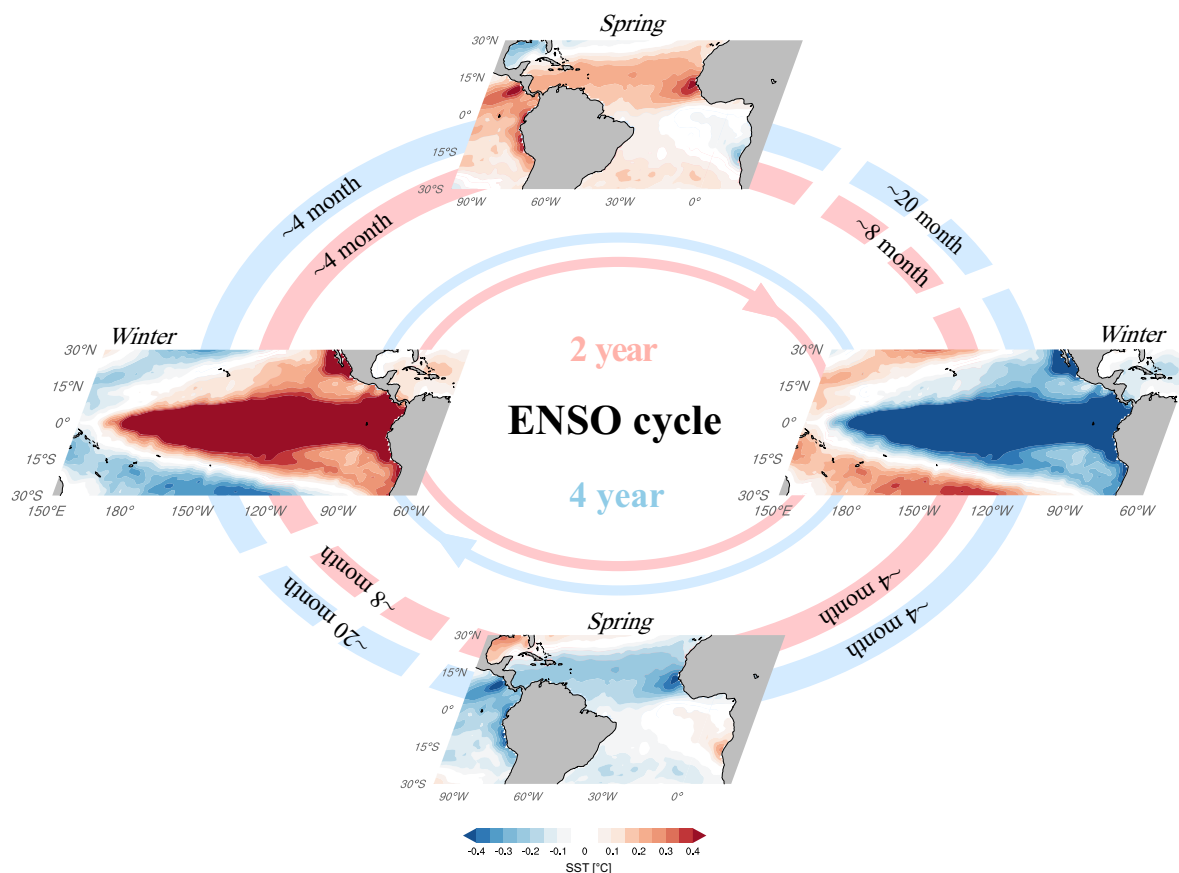 Spring
30°N
15°N
0°
15°S
30°S
90°W 60°W 30°W 0°
~4 month
~4 month
~20 month
~8 month
Winter
30°N
15°N
0°
15°S
30°S
150°E 180° 150°W 120°W 90°W 60°W
2 year
ENSO cycle
4 year
Winter
30°N
15°N
0°
15°S
30°S
150°E 180° 150°W 120°W 90°W 60°W
~8 month
~20 month
~4 month
~4 month
Spring
30°N
15°N
0°
15°S
30°S
90°W 60°W 30°W 0°
-0.4 -0.3 -0.2 -0.1 0 0.1 0.2 0.3 0.4
SST [°C]